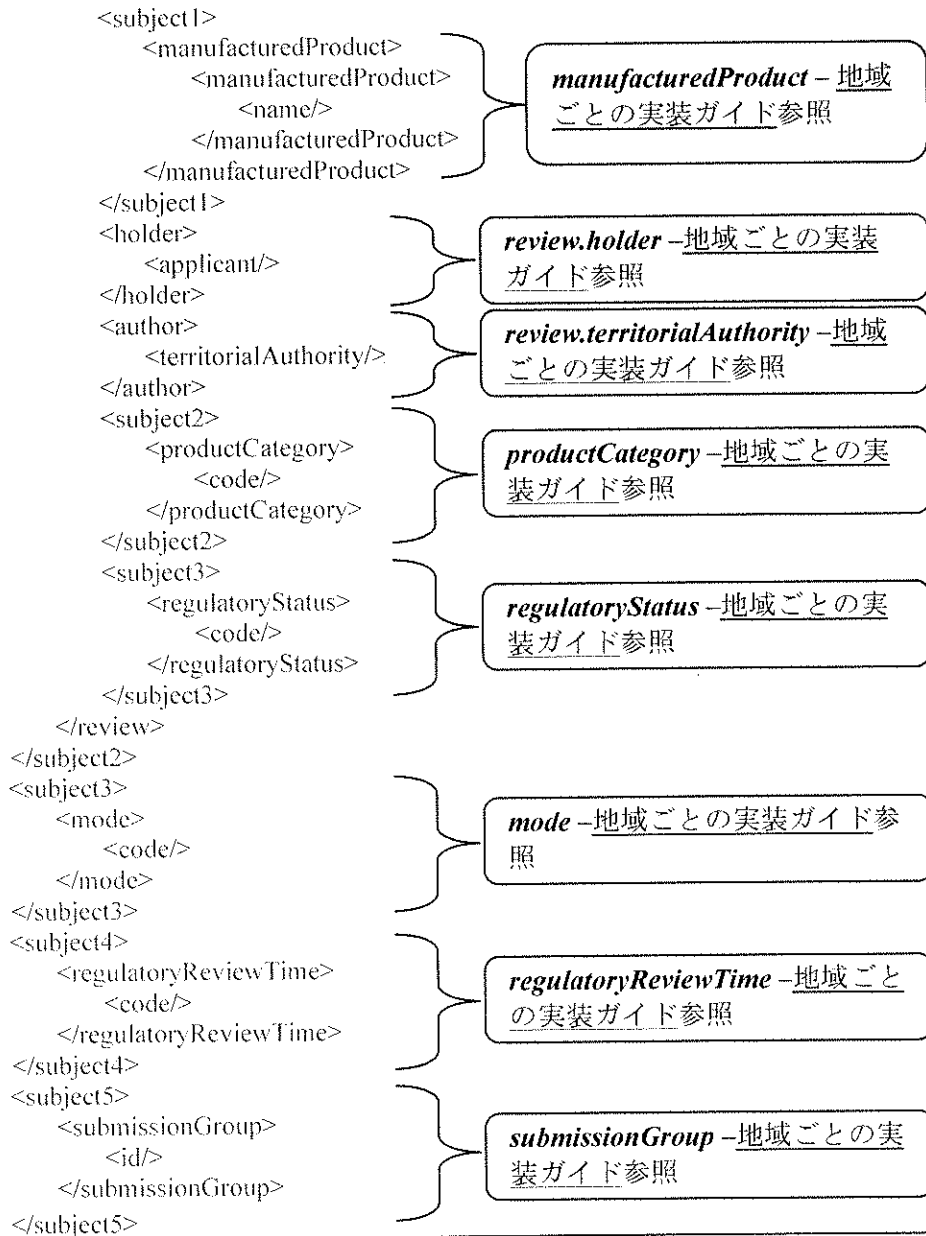 <subject1>
<manufacturedProduct>
<manufacturedProduct>
<name/>
</manufacturedProduct>
</manufacturedProduct>
</subject1>
manufacturedProduct – 地域
ごとの実装ガイド参照
<holder>
<applicant/>
</holder>
review.holder –地域ごとの実装
ガイド参照
<author>
<territorialAuthority/>
</author>
review.territorialAuthority –地域
ごとの実装ガイド参照
<subject2>
<productCategory>
<code/>
</productCategory>
</subject2>
productCategory –地域ごとの実
装ガイド参照
<subject3>
<regulatoryStatus>
<code/>
</regulatoryStatus>
</subject3>
regulatoryStatus –地域ごとの実
装ガイド参照
</review>
</subject2>
<subject3>
<mode>
<code/>
</mode>
</subject3>
mode –地域ごとの実装ガイド参
照
<subject4>
<regulatoryReviewTime>
<code/>
</regulatoryReviewTime>
</subject4>
regulatoryReviewTime –地域ごと
の実装ガイド参照
<subject5>
<submissionGroup>
<id/>
</submissionGroup>
</subject5>
submissionGroup –地域ごとの実
装ガイド参照